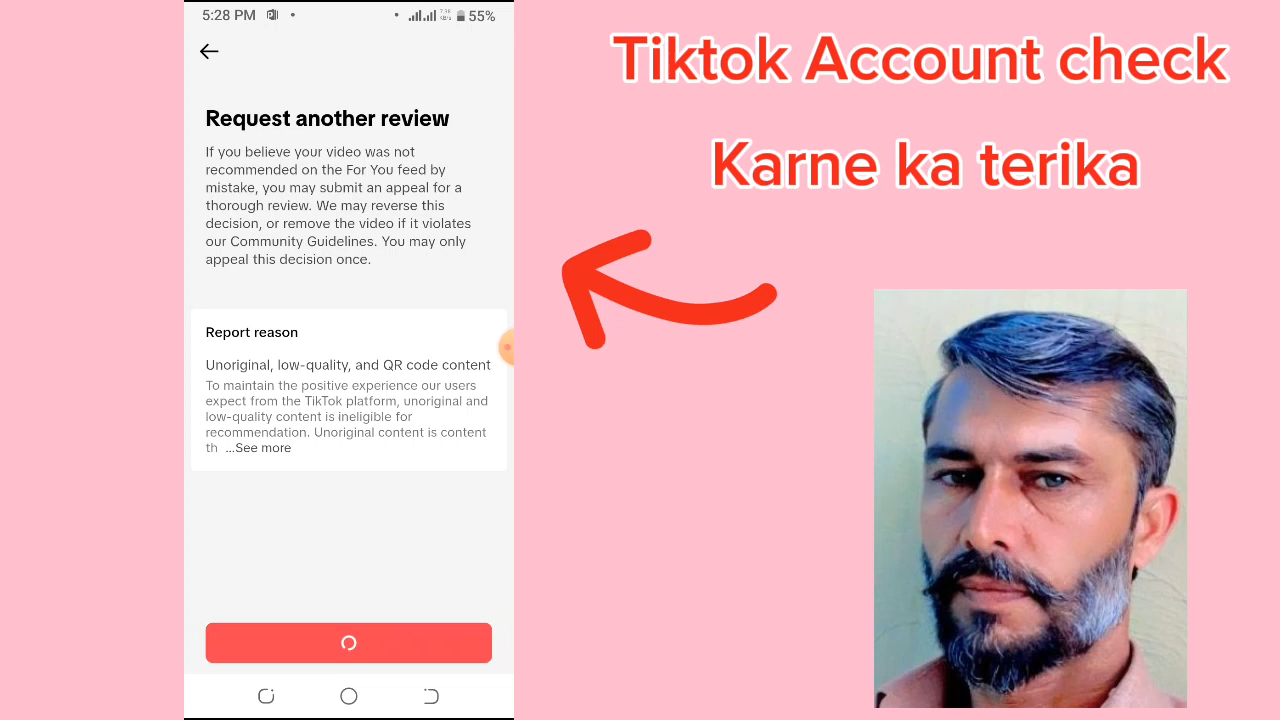 5:28 PM
55%
Tiktok Account check
Karne ka terika
Request another review
If you believe your video was not
recommended on the For You feed by
mistake, you may submit an appeal for a
thorough review. We may reverse this
decision, or remove the video if it violates
our Community Guidelines. You may only
appeal this decision once.
Report reason
Unoriginal, low-quality, and QR code content
To maintain the positive experience our users
expect from the TikTok platform, unoriginal and
low-quality content is ineligible for
recommendation. Unoriginal content is content
th ...See more